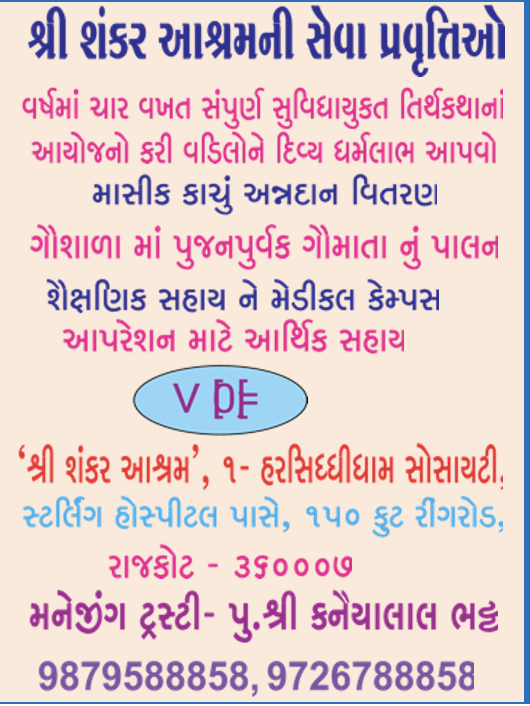 શ્રી શંકર આશ્રમની સેવા પ્રવૃત્તિઓ
વર્ષમાં ચાર વખત સંપુર્ણ સુવિધાયુકત તિર્થકથાનાં
આયોજનો કરી વડિલોને દિવ્ય ધર્મલાભ આપવો
માસીક કાચું અન્નદાન વિતરણ
ગૌશાળા માં પુજનપુર્વક ગૌમાતા નું પાલન
શૈક્ષણિક સહાય ને મેડીકલ કેમ્પસ
આપરેશન માટે આર્થિક સહાય
'શ્રી શંકર આશ્રમ', ૧- હરસિધ્ધીધામ સોસાયટી,
સ્ટર્લિંગ હોસ્પીટલ પાસે, ૧૫૦ ફુટ રીંગરોડ,
રાજકોટ - ૩૬૦૦૦૭
મનેજીંગ ટ્રસ્ટી- પુ.શ્રી કનૈયાલાલ ભટ્ટ
9879588858, 9726788858